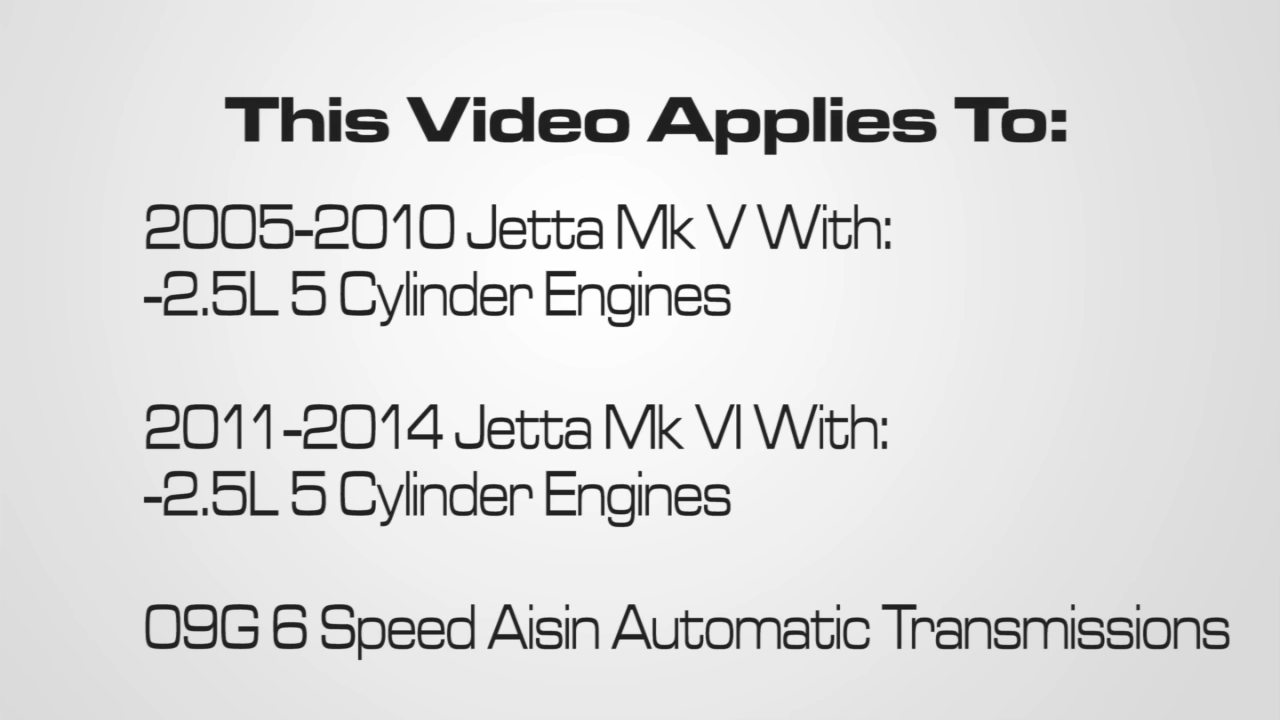 This Video Applies To:
2005-2010 Jetta Mk V With:
-2.5L 5 Cylinder Engines
2011-2014 Jetta Mk VI With:
-2.5L 5 Cylinder Engines
09G 6 Speed Aisin Automatic Transmissions